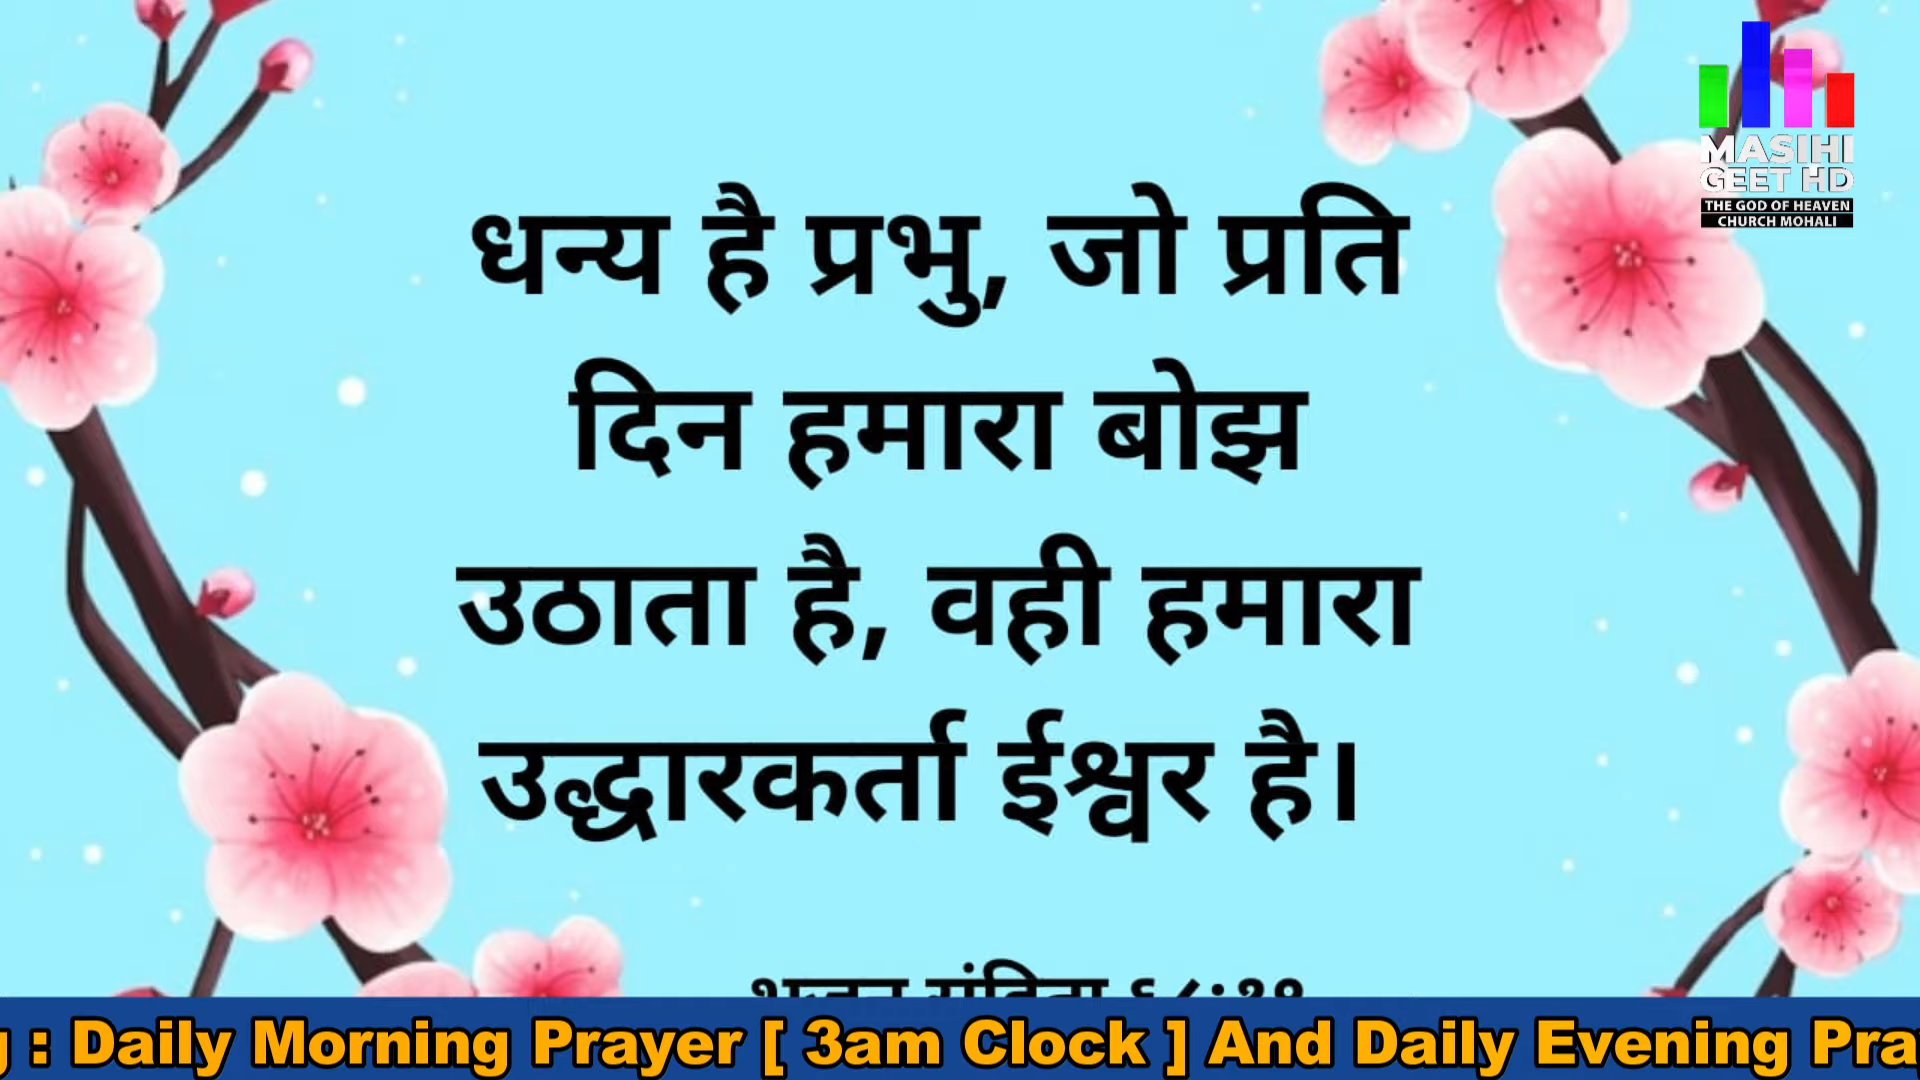 MASIHI
GEET HD
THE GOD OF HEAVEN
CHURCH MOHALI
धन्य है प्रभु, जो प्रति
दिन हमारा बोझ
उठाता है, वही हमारा
उद्धारकर्ता ईश्वर है।
भजन संहिता
: Daily Morning Prayer [ 3am Clock ] And Daily Evening